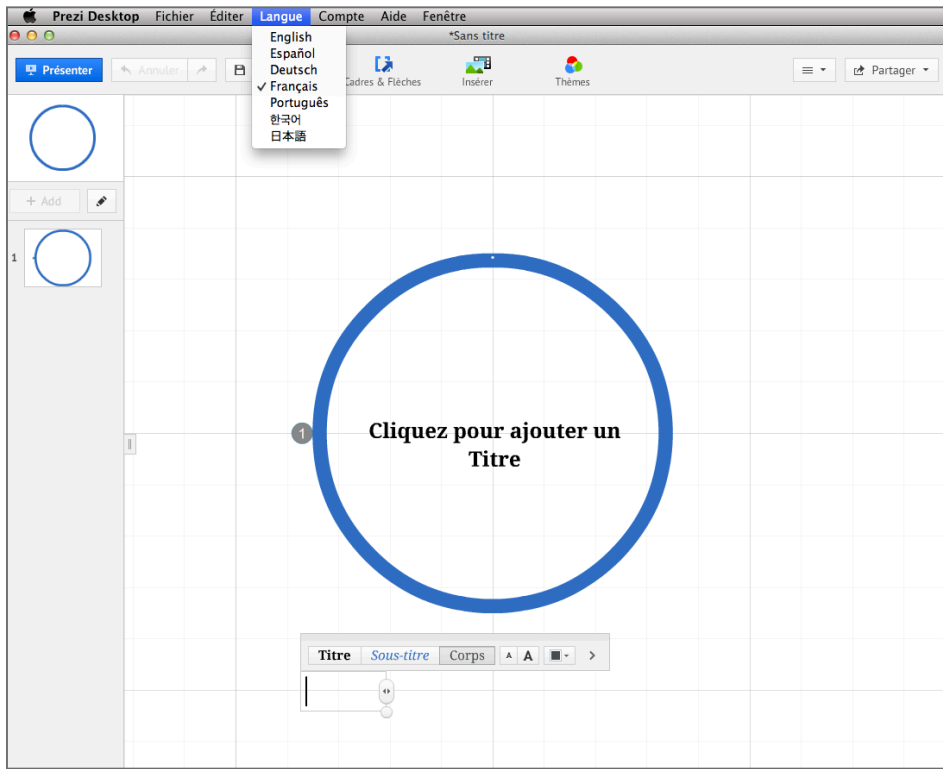 Prezi Desktop Fichier Éditer Langue Compte Aide Fenêtre
*Sans titre
English
Español
Deutsch
✓ Français
Português
한국어
日本語
Présenter Annuler Cadres & Flèches Insérer Thèmes Partager
+ Add
1
1
Cliquez pour ajouter un
Titre
Titre Sous-titre Corps A A